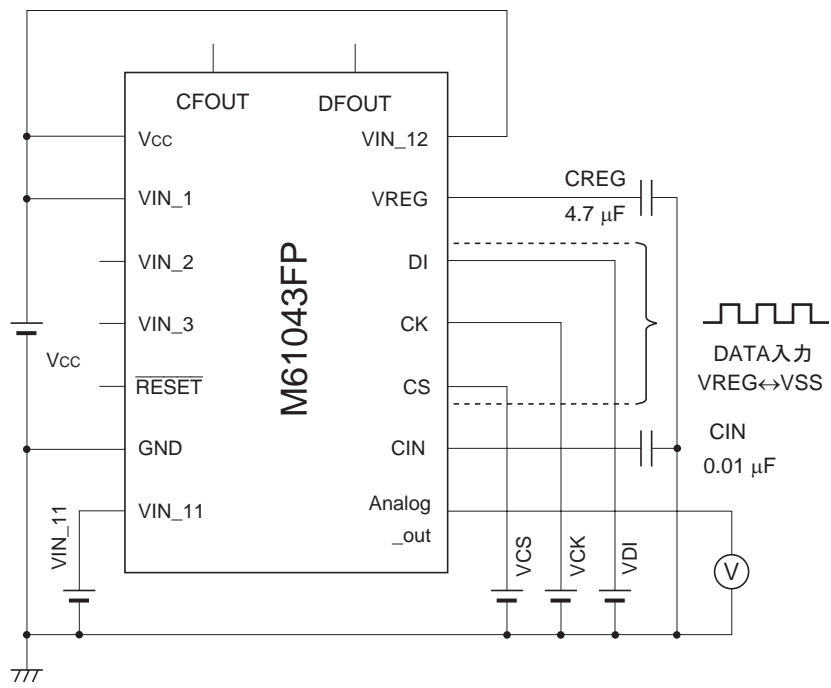 CFOUT
DFOUT
Vcc
VIN_1
VIN_2
VIN_3
RESET
GND
VIN_11
M61043FP
VIN_12
VREG
DI
CK
CS
CIN
Analog
_out
Vcc
VIN_11
CREG
4.7 μF
DATA入力
VREG↔VSS
CIN
0.01 μF
VCS
VCK
VDI
V